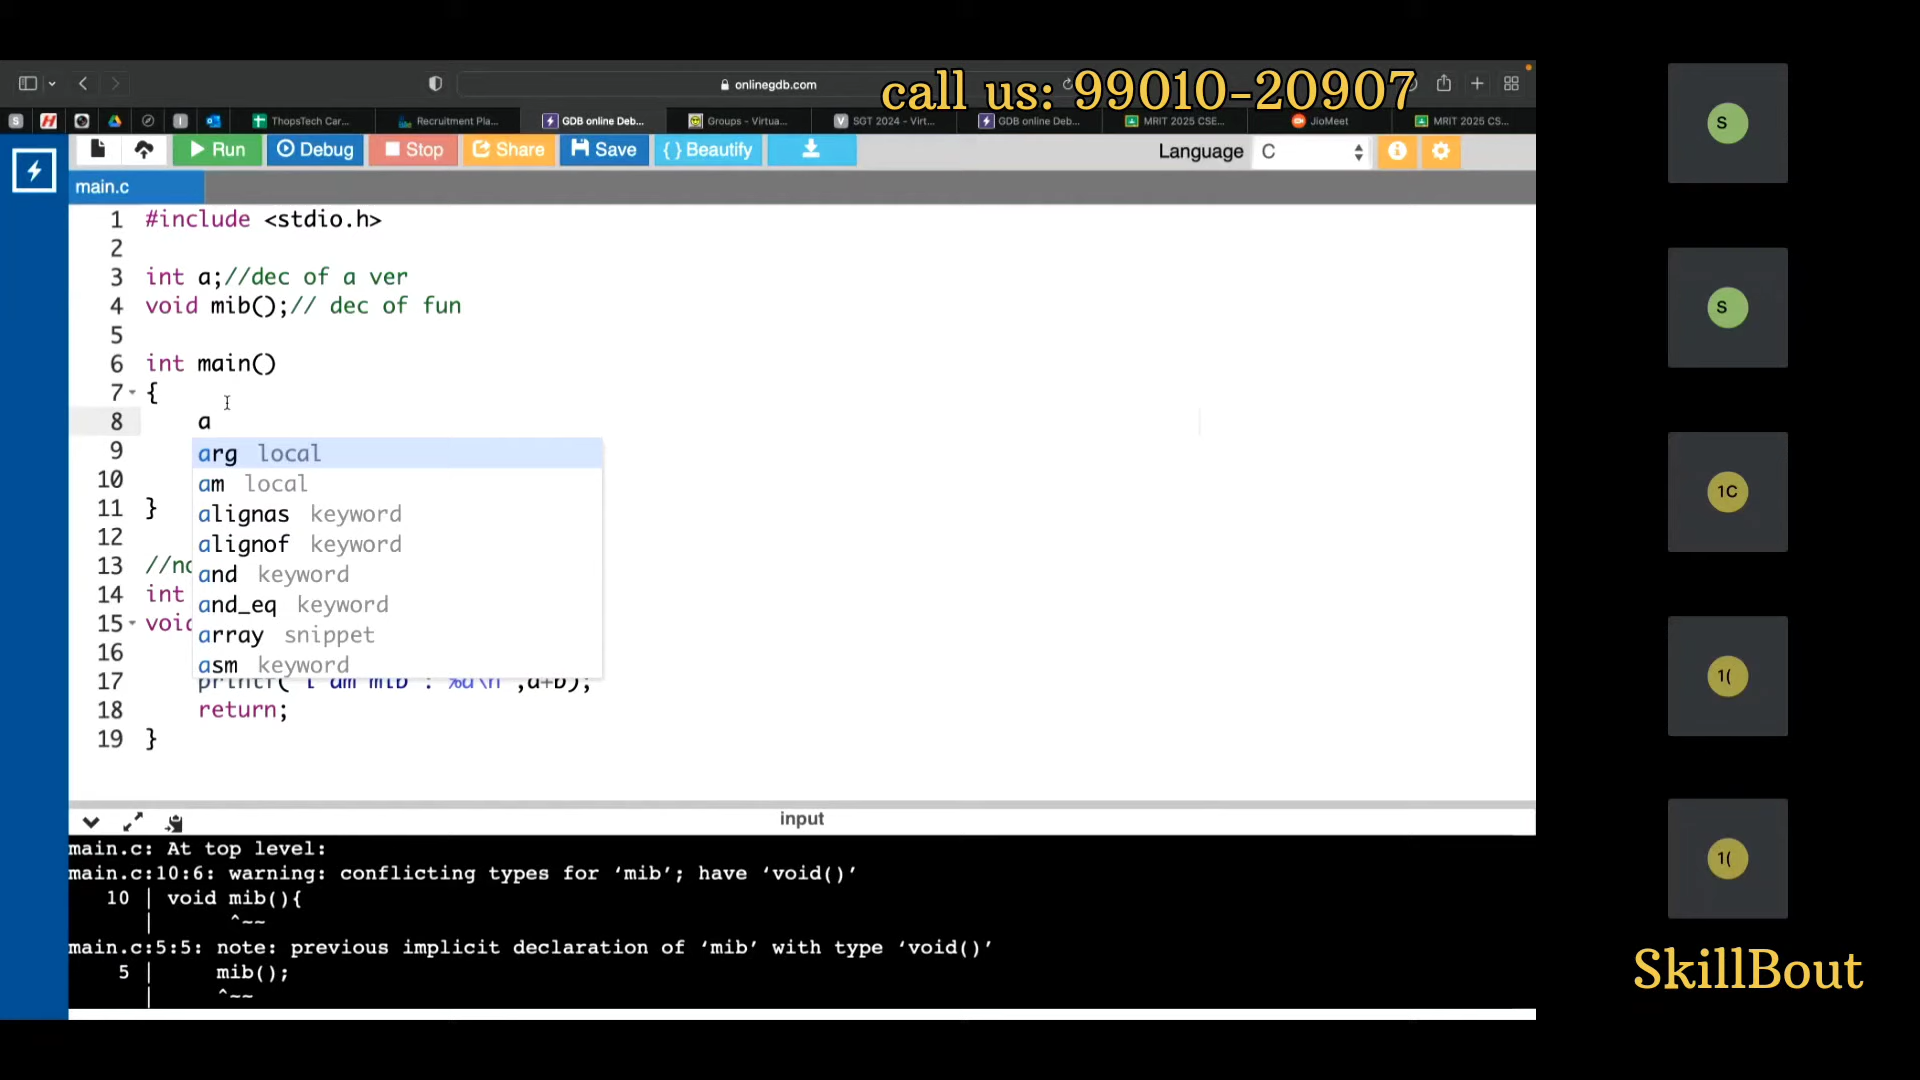 onlinegdb.com
call us: 99010-20907
ThopsTech Car...
Recruitment Pla...
GDB online Deb...
Groups - Virtua...
SGT 2024 - Virt...
GDB online Deb...
MRIT 2025 CSE...
JioMeet
MRIT 2025 CS...
Run
Debug
Stop
Share
Save
{ } Beautify
Language
C
main.c
1 #include <stdio.h>
2
3 int a;//dec of a ver
4 void mib();// dec of fun
5
6 int main()
7 {
8 a
9
10
11 }
12
13 //no
14 int
15 voi
16
17 printf("i am mib : %d\n",a+b);
18 return;
19 }
arg local
am local
alignas keyword
alignof keyword
and keyword
and_eq keyword
array snippet
asm keyword
input
main.c: At top level:
main.c:10:6: warning: conflicting types for ‘mib’; have ‘void()’
10 | void mib(){
| ^~~
main.c:5:5: note: previous implicit declaration of ‘mib’ with type ‘void()’
5 | mib();
| ^~~
S
S
1C
1(
1(
SkillBout